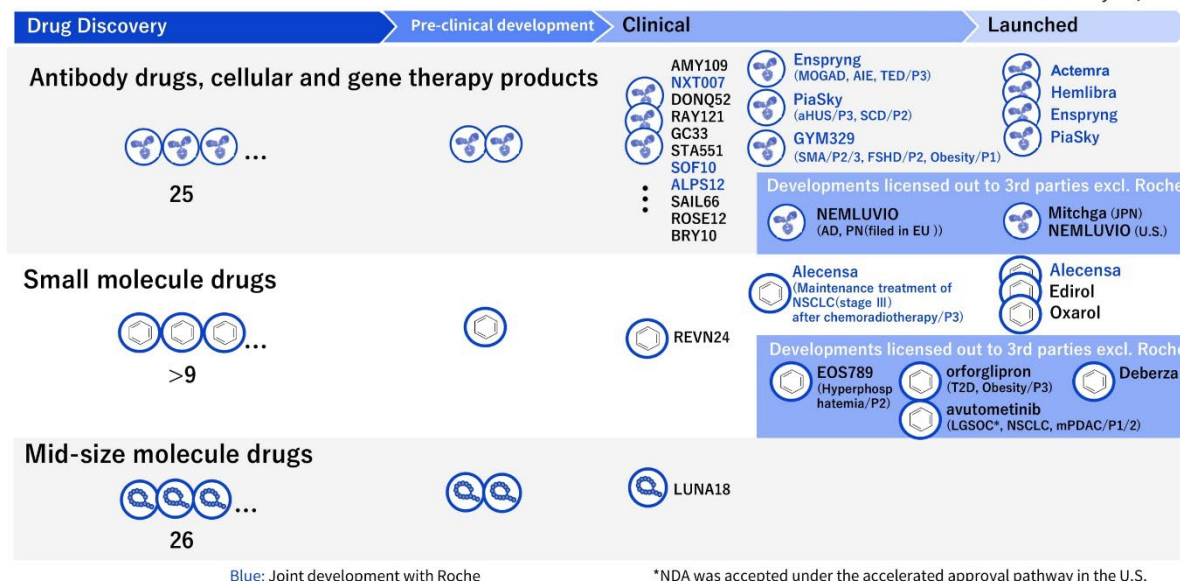 Drug Discovery
Pre-clinical development
Clinical
Launched
Antibody drugs, cellular and gene therapy products
...
25
AMY109
NXT007
DONQ52
RAY121
GC33
STA551
SOF10
ALPS12
SAIL66
ROSE12
BRY10
Enspryng
(MOGAD, AIE, TED/P3)
PiaSky
(aHUS/P3, SCD/P2)
GYM329
(SMA/P2/3, FSHD/P2, Obesity/P1)
Actemra
Hemlibra
Enspryng
PiaSky
Developments licensed out to 3rd parties excl. Roche
NEMLUVIO
(AD, PN(filed in EU ))
Mitchga (JPN)
NEMLUVIO (U.S.)
Small molecule drugs
...
>9
REVN24
Alecensa
(Maintenance treatment of
NSCLC(stage III)
after chemoradiotherapy/P3)
Alecensa
Edirol
Oxarol
Developments licensed out to 3rd parties excl. Roche
EOS789
(Hyperphosp
hatemia/P2)
orforglipron
(T2D, Obesity/P3)
avutometinib
(LGSOC*, NSCLC, mPDAC/P1/2)
Deberza
Mid-size molecule drugs
...
26
LUNA18
Blue: Joint development with Roche
*NDA was accepted under the accelerated approval pathway in the U.S.